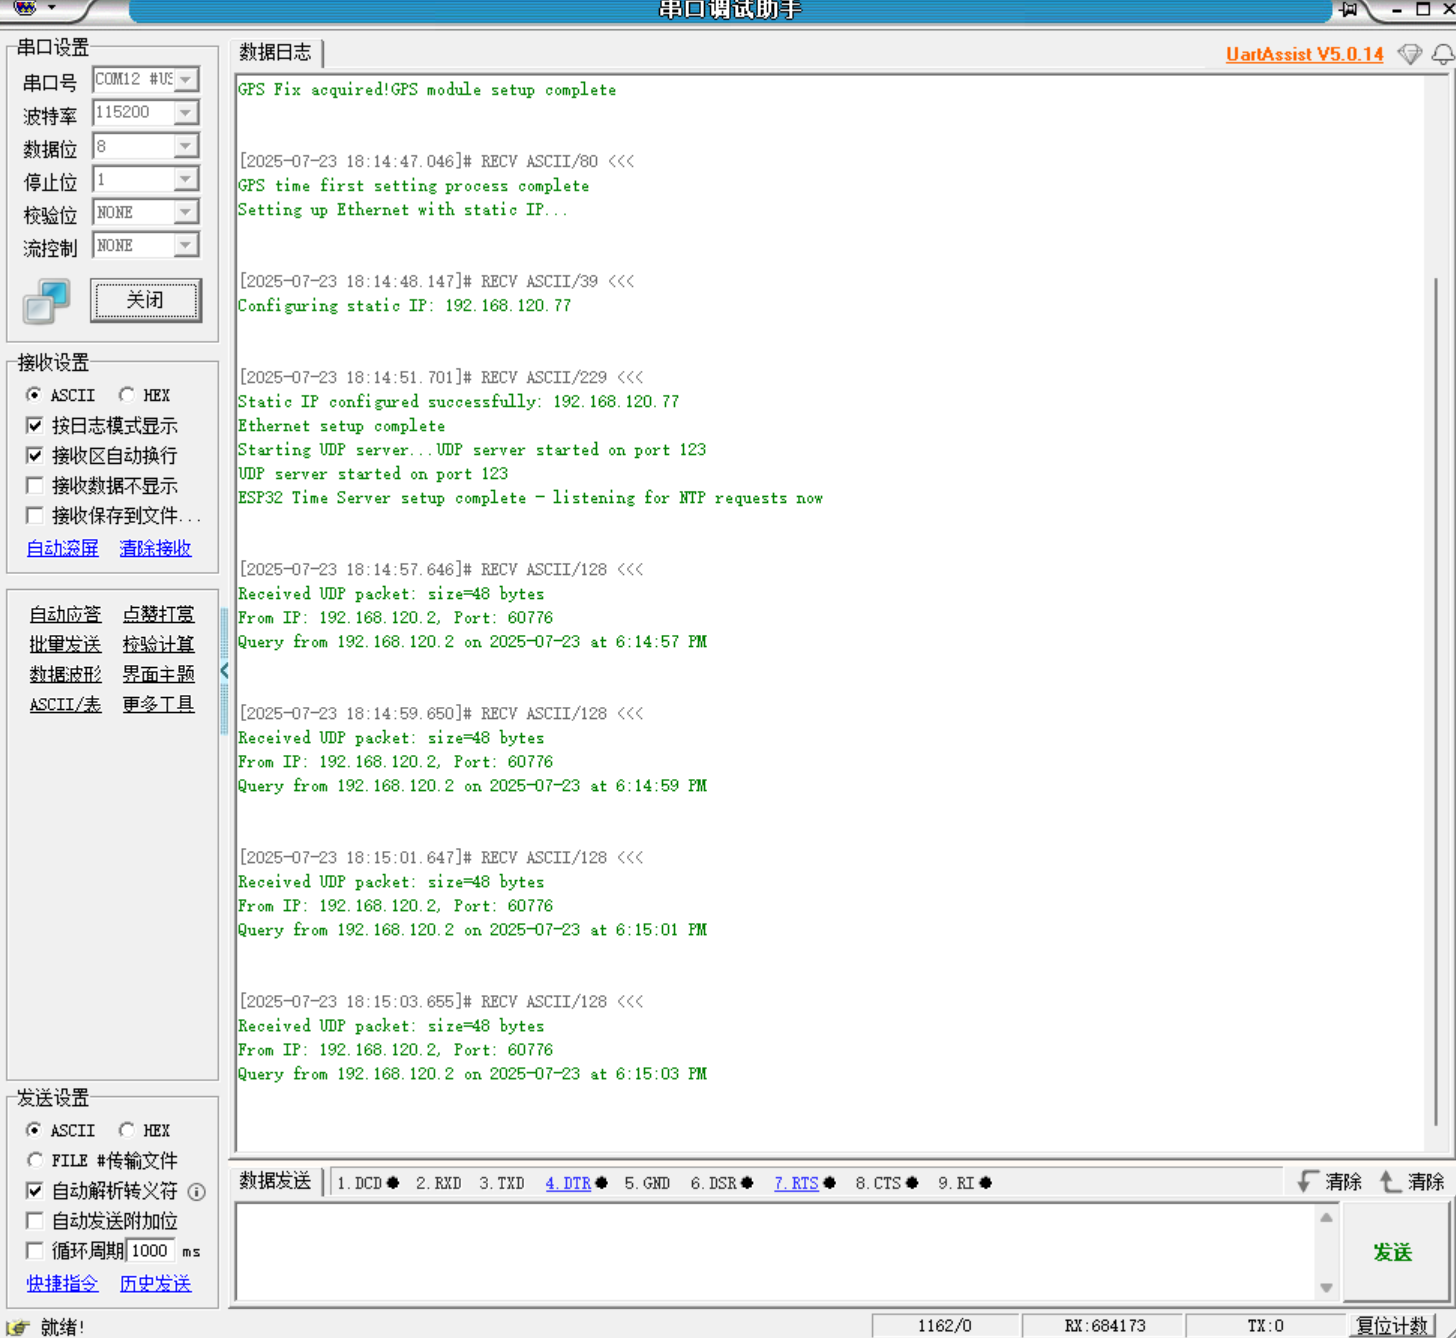 串口调试助手
串口设置
串口号 COM12 #US
波特率 115200
数据位 8
停止位 1
校验位 NONE
流控制 NONE
关闭
接收设置
ASCII HEX
按日志模式显示
接收区自动换行
接收数据不显示
接收保存到文件...
自动滚屏 清除接收
自动应答 点赞打赏
批量发送 校验计算
数据波形 界面主题
ASCII/表 更多工具
发送设置
ASCII HEX
FILE #传输文件
自动解析转义符
自动发送附加位
循环周期 1000 ms
快捷指令 历史发送
数据日志
UartAssist V5.0.14
GPS Fix acquired!GPS module setup complete
[2025-07-23 18:14:47.046]# RECV ASCII/80 <<<
GPS time first setting process complete
Setting up Ethernet with static IP...
[2025-07-23 18:14:48.147]# RECV ASCII/39 <<<
Configuring static IP: 192.168.120.77
[2025-07-23 18:14:51.701]# RECV ASCII/229 <<<
Static IP configured successfully: 192.168.120.77
Ethernet setup complete
Starting UDP server...UDP server started on port 123
UDP server started on port 123
ESP32 Time Server setup complete - listening for NTP requests now
[2025-07-23 18:14:57.646]# RECV ASCII/128 <<<
Received UDP packet: size=48 bytes
From IP: 192.168.120.2, Port: 60776
Query from 192.168.120.2 on 2025-07-23 at 6:14:57 PM
[2025-07-23 18:14:59.650]# RECV ASCII/128 <<<
Received UDP packet: size=48 bytes
From IP: 192.168.120.2, Port: 60776
Query from 192.168.120.2 on 2025-07-23 at 6:14:59 PM
[2025-07-23 18:15:01.647]# RECV ASCII/128 <<<
Received UDP packet: size=48 bytes
From IP: 192.168.120.2, Port: 60776
Query from 192.168.120.2 on 2025-07-23 at 6:15:01 PM
[2025-07-23 18:15:03.655]# RECV ASCII/128 <<<
Received UDP packet: size=48 bytes
From IP: 192.168.120.2, Port: 60776
Query from 192.168.120.2 on 2025-07-23 at 6:15:03 PM
数据发送 1.DCD 2.RXD 3.TXD 4.DTR 5.GND 6.DSR 7.RTS 8.CTS 9.RI 清除 清除
发送
就绪! 1162/0 RX:684173 TX:0 复位计数